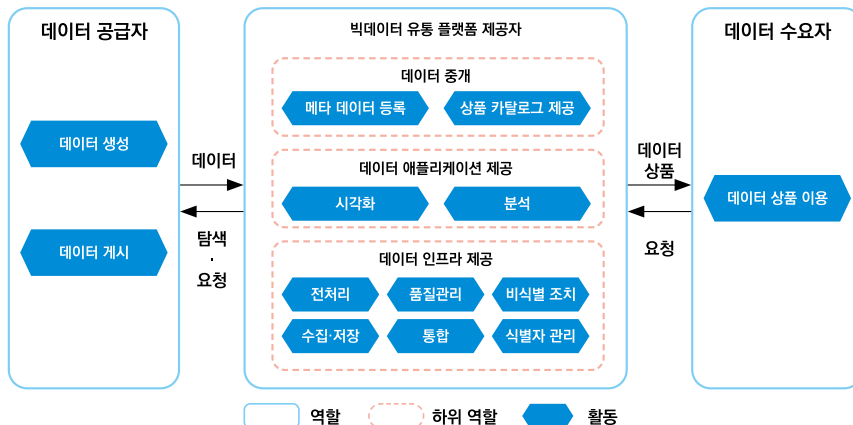 데이터 공급자
데이터 생성
데이터 게시
데이터
탐색
·
요청
빅데이터 유통 플랫폼 제공자
데이터 중개
메타 데이터 등록
상품 카탈로그 제공
데이터 애플리케이션 제공
시각화
분석
데이터 인프라 제공
전처리
품질관리
비식별 조치
수집·저장
통합
식별자 관리
데이터
상품
요청
데이터 수요자
데이터 상품 이용
역할
하위 역할
활동